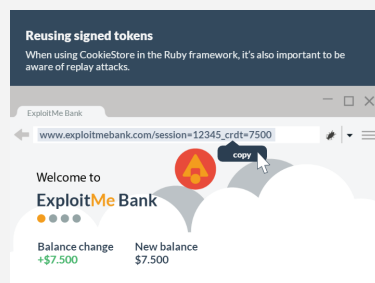 Reusing signed tokens
When using CookieStore in the Ruby framework, it's also important to be
aware of replay attacks.
ExploitMe Bank
www.exploitmebank.com/session=12345_crdt=7500
copy
Welcome to
ExploitMe Bank
Balance change New balance
+$7.500 $7.500